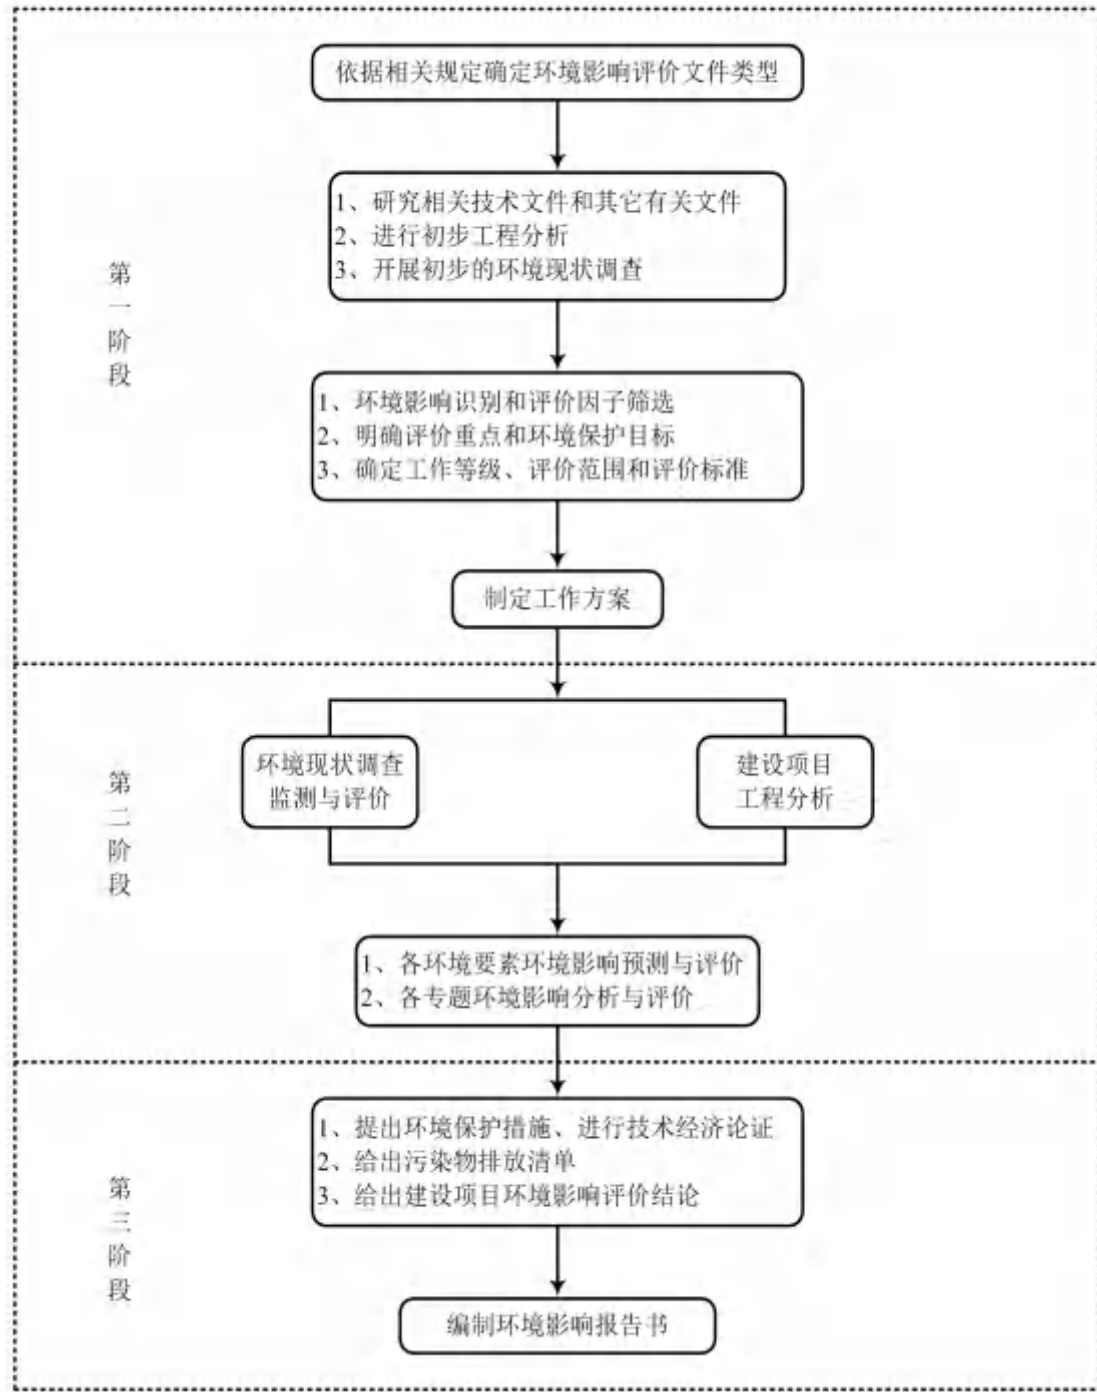 依据相关规定确定环境影响评价文件类型
1、研究相关技术文件和其它有关文件
2、进行初步工程分析
3、开展初步的环境现状调查
第一阶段
1、环境影响识别和评价因子筛选
2、明确评价重点和环境保护目标
3、确定工作等级、评价范围和评价标准
制定工作方案
第二阶段
环境现状调查
监测与评价
建设项目
工程分析
1、各环境要素环境影响预测与评价
2、各专题环境影响分析与评价
第三阶段
1、提出环境保护措施、进行技术经济论证
2、给出污染物排放清单
3、给出建设项目环境影响评价结论
编制环境影响报告书